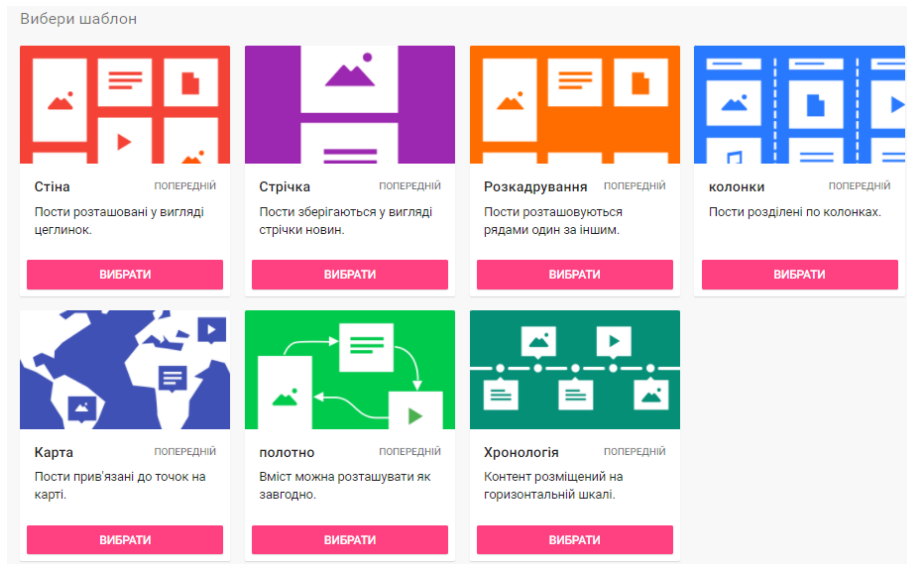 Вибери шаблон
Стіна ПОПЕРЕДНІЙ
Пости розташовані у вигляді
цеглинок.
ВИБРАТИ
Стрічка ПОПЕРЕДНІЙ
Пости зберігаються у вигляді
стрічки новин.
ВИБРАТИ
Розкадрування ПОПЕРЕДНІЙ
Пости розташовуються
рядами один за іншим.
ВИБРАТИ
колонки ПОПЕРЕДНІЙ
Пости розділені по колонках.
ВИБРАТИ
Карта ПОПЕРЕДНІЙ
Пости прив'язані до точок на
карті.
ВИБРАТИ
полотно ПОПЕРЕДНІЙ
Вміст можна розташувати як
завгодно.
ВИБРАТИ
Хронологія ПОПЕРЕДНІЙ
Контент розміщений на
горизонтальній шкалі.
ВИБРАТИ